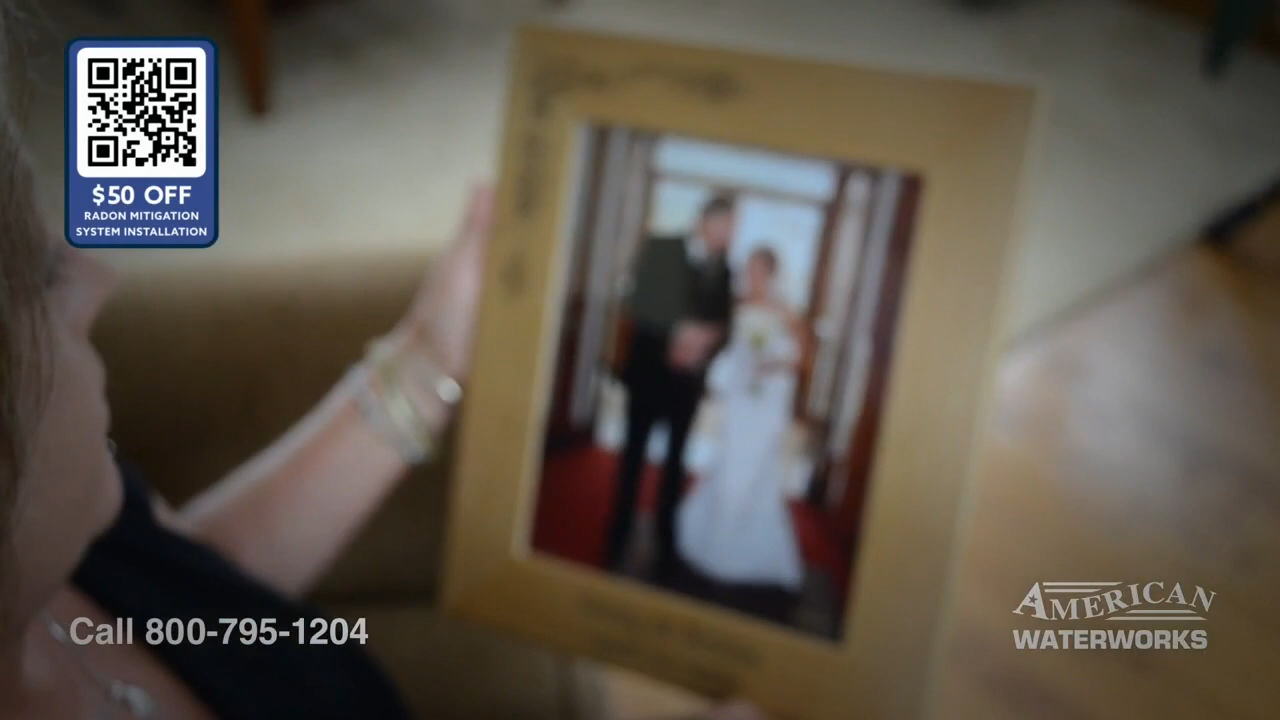 $50 OFF
RADON MITIGATION
SYSTEM INSTALLATION
Call 800-795-1204
AMERICAN
WATERWORKS